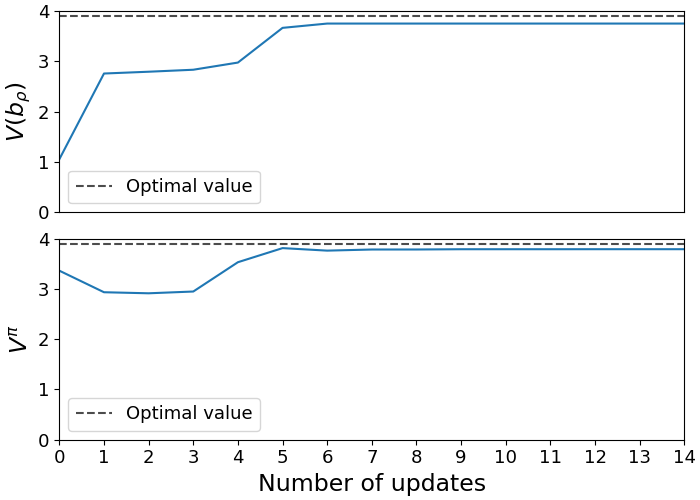 4
3
2
1
0
V(b_ρ)
Optimal value
4
3
2
1
0
V^π
Optimal value
0 1 2 3 4 5 6 7 8 9 10 11 12 13 14
Number of updates